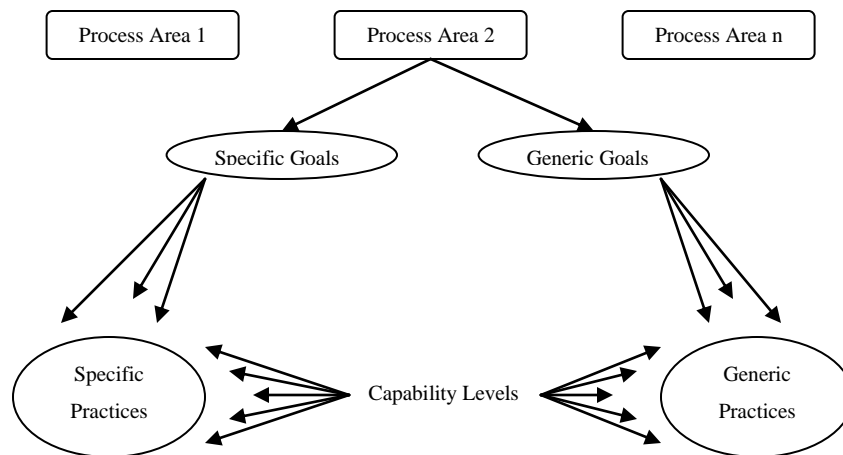 Process Area 1
Process Area 2
Process Area n
Specific Goals
Generic Goals
Specific
Practices
Capability Levels
Generic
Practices